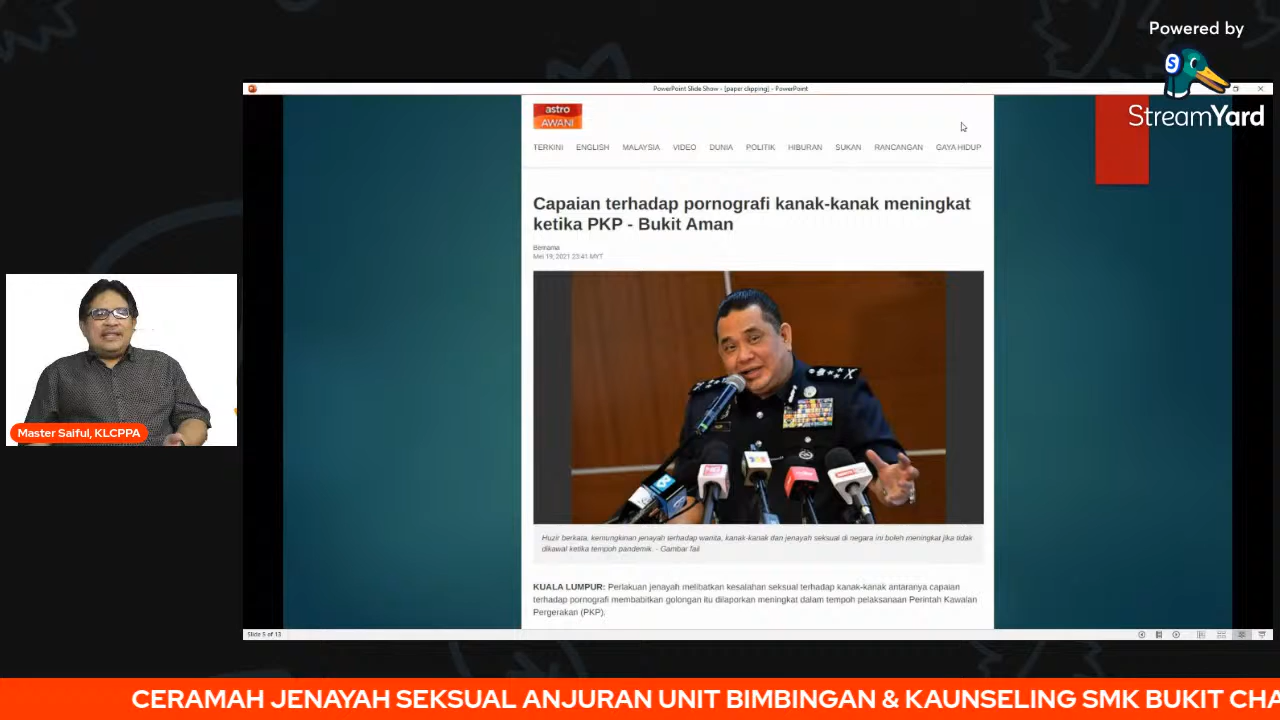 Powered by
StreamYard
PowerPoint Slide Show - [paper clipping] - PowerPoint
astro
AWANI
TERKINI ENGLISH MALAYSIA VIDEO DUNIA POLITIK HIBURAN SUKAN RANCANGAN GAYA HIDUP
Capaian terhadap pornografi kanak-kanak meningkat
ketika PKP - Bukit Aman
Bernama
Mei 19, 2021 23:41 MYT
Huzir berkata, kemungkinan jenayah terhadap wanita, kanak-kanak dan jenayah seksual di negara ini boleh meningkat jika tidak
dikawal ketika tempoh pandemik. - Gambar fail
KUALA LUMPUR: Perlakuan jenayah melibatkan kesalahan seksual terhadap kanak-kanak antaranya capaian
terhadap pornografi membabitkan golongan itu dilaporkan meningkat dalam tempoh pelaksanaan Perintah Kawalan
Pergerakan (PKP).
Master Saiful, KLCPPA
Slide 5 of 13
CERAMAH JENAYAH SEKSUAL ANJURAN UNIT BIMBINGAN & KAUNSELING SMK BUKIT CHA